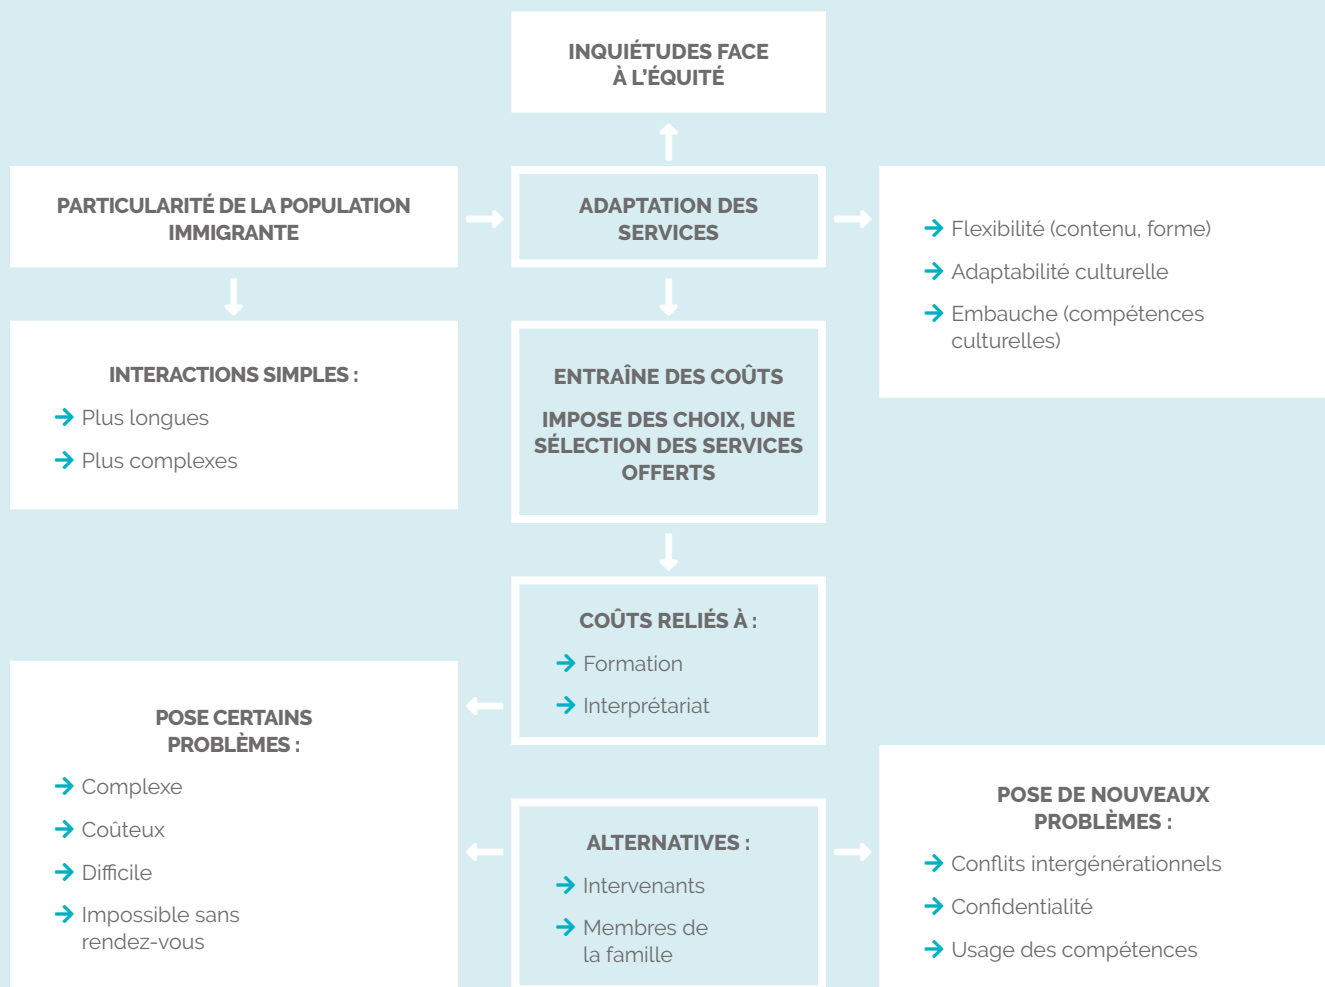 INQUIÉTUDES FACE
À L'ÉQUITÉ
PARTICULARITÉ DE LA POPULATION
IMMIGRANTE
ADAPTATION DES
SERVICES
Flexibilité (contenu, forme)
Adaptabilité culturelle
Embauche (compétences
culturelles)
INTERACTIONS SIMPLES :
Plus longues
Plus complexes
ENTRAÎNE DES COÛTS
IMPOSE DES CHOIX, UNE
SÉLECTION DES SERVICES
OFFERTS
COÛTS RELIÉS À :
Formation
Interprétariat
POSE CERTAINS
PROBLÈMES :
Complexe
Coûteux
Difficile
Impossible sans
rendez-vous
ALTERNATIVES :
Intervenants
Membres de
la famille
POSE DE NOUVEAUX
PROBLÈMES :
Conflits intergénérationnels
Confidentialité
Usage des compétences